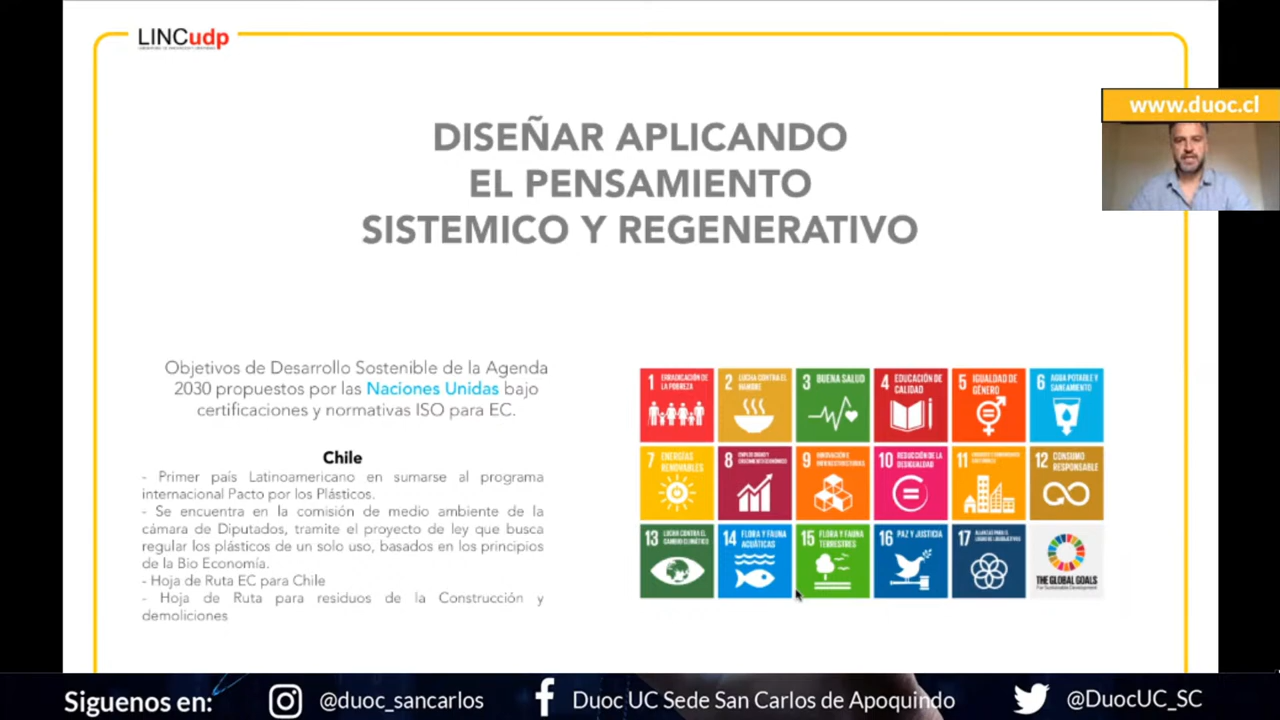 LINCudp
www.duoc.cl
DISEÑAR APLICANDO
EL PENSAMIENTO
SISTEMICO Y REGENERATIVO
Objetivos de Desarrollo Sostenible de la Agenda
2030 propuestos por las Naciones Unidas bajo
certificaciones y normativas ISO para EC.
Chile
- Primer país Latinoamericano en sumarse al programa
internacional Pacto por los Plásticos.
- Se encuentra en la comisión de medio ambiente de la
cámara de Diputados, tramite el proyecto de ley que busca
regular los plásticos de un solo uso, basados en los principios
de la Bio Economía.
- Hoja de Ruta EC para Chile
- Hoja de Ruta para residuos de la Construcción y
demoliciones
1 ERRADICACIÓN DE
LA POBREZA
2 LUCHA CONTRA EL
HAMBRE
3 BUENA SALUD
4 EDUCACIÓN DE
CALIDAD
5 IGUALDAD DE
GÉNERO
6 AGUA POTABLE Y
SANEAMIENTO
7 ENERGÍAS
RENOVABLES
8
9 INNOVACIÓN E
INFRAESTRUCTURAS
10 REDUCCIÓN DE LA
DESIGUALDAD
11
12 CONSUMO
RESPONSABLE
13 LUCHA CONTRA EL
CAMBIO CLIMÁTICO
14 FLORA Y FAUNA
ACUÁTICAS
15 FLORA Y FAUNA
TERRESTRES
16 PAZ Y JUSTICIA
17
THE GLOBAL GOALS
For Sustainable Development
Siguenos en:
@duoc_sancarlos
Duoc UC Sede San Carlos de Apoquindo
@DuocUC_SC